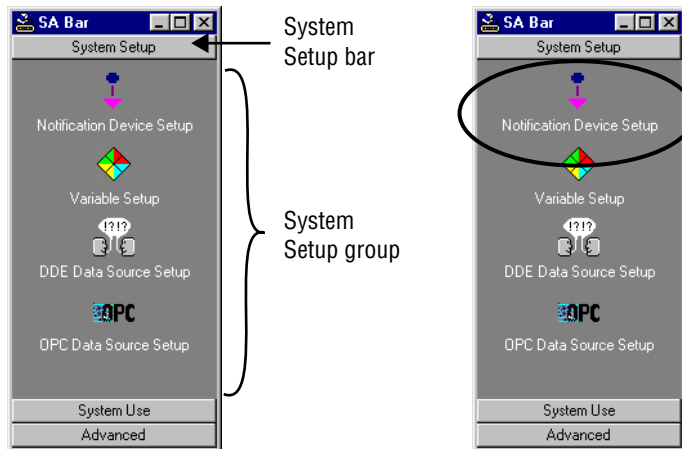 SA Bar
System Setup
Notification Device Setup
Variable Setup
!?!?
DDE Data Source Setup
OPC
OPC Data Source Setup
System Use
Advanced
System
Setup bar
System
Setup group
SA Bar
System Setup
Notification Device Setup
Variable Setup
!?!?
DDE Data Source Setup
OPC
OPC Data Source Setup
System Use
Advanced